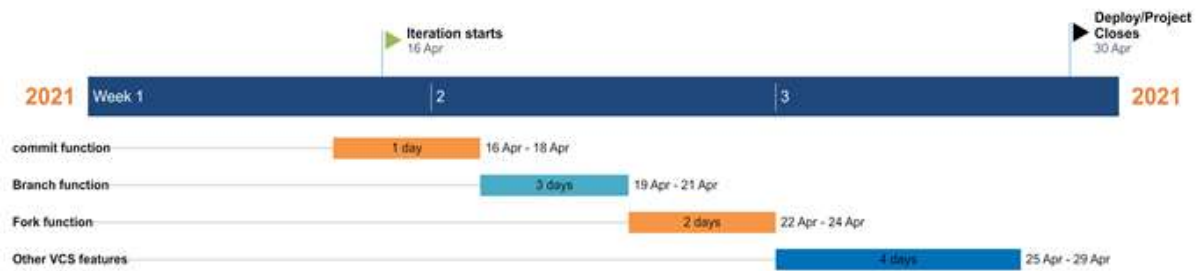 Deploy/Project
Closes
30 Apr
Iteration starts
16 Apr
2021 Week 1 2 3 2021
commit function 1 day 16 Apr - 18 Apr
Branch function 3 days 19 Apr - 21 Apr
Fork function 2 days 22 Apr - 24 Apr
Other VCS features 4 days 25 Apr - 29 Apr